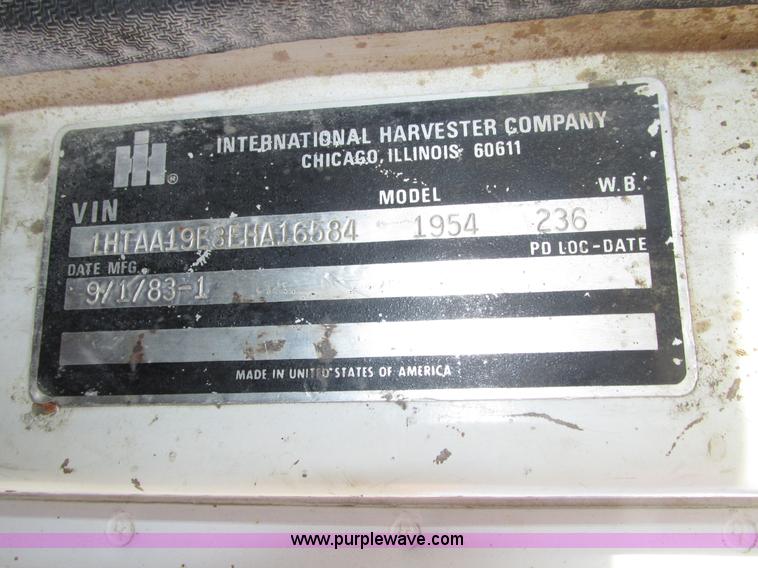 IH ®
INTERNATIONAL HARVESTER COMPANY
CHICAGO, ILLINOIS 60611
VIN MODEL W.B.
1HTAA19E3EHA16584 1954 236
DATE MFG. PD LOC-DATE
9/1/83-1
MADE IN UNITED STATES OF AMERICA
www.purplewave.com